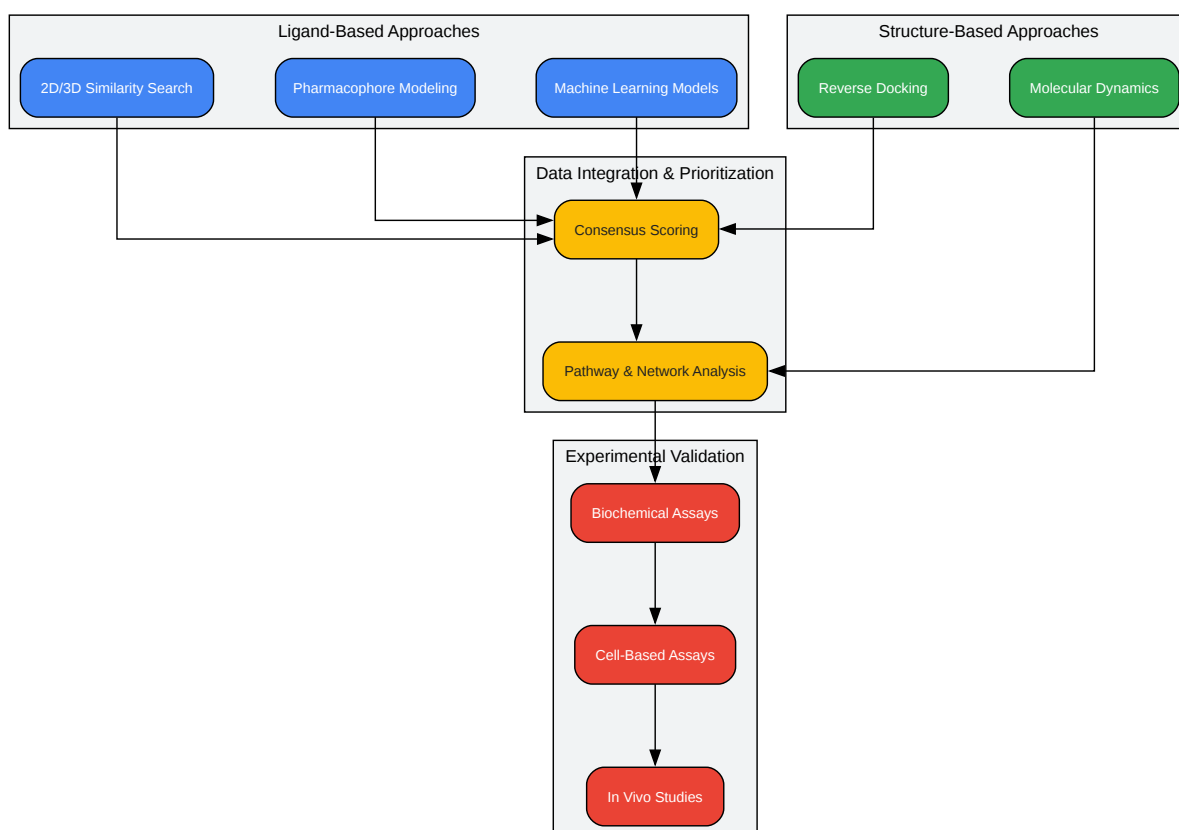 Ligand-Based Approaches
2D/3D Similarity Search
Pharmacophore Modeling
Machine Learning Models
Structure-Based Approaches
Reverse Docking
Molecular Dynamics
Data Integration & Prioritization
Consensus Scoring
Pathway & Network Analysis
Experimental Validation
Biochemical Assays
Cell-Based Assays
In Vivo Studies